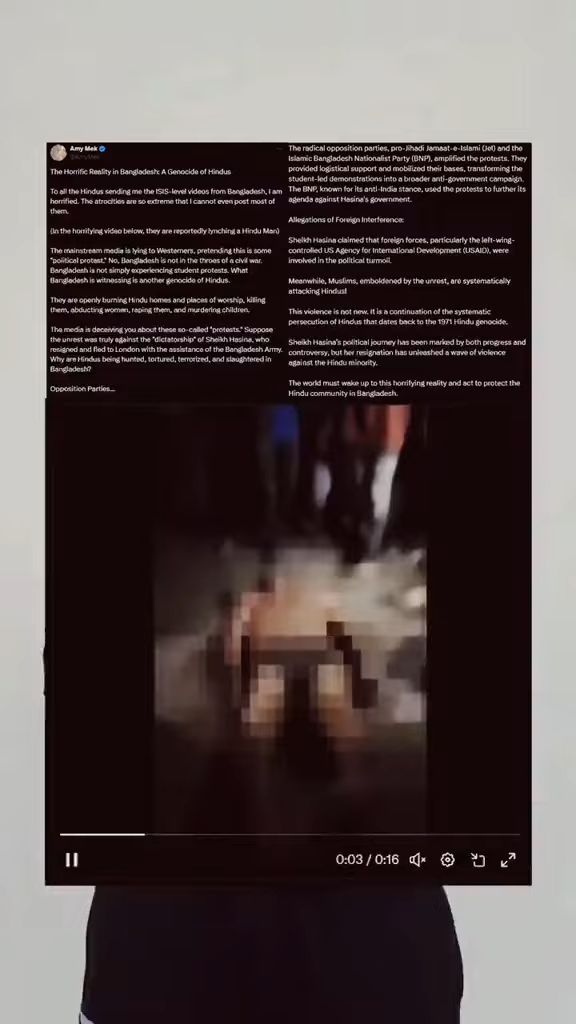 Amy Mek
@AmyMek
The Horrific Reality in Bangladesh: A Genocide of Hindus
To all the Hindus sending me the ISIS-level videos from Bangladesh, I am
horrified. The atrocities are so extreme that I cannot even post most of
them.
(In the horrifying video below, they are reportedly lynching a Hindu Man)
The mainstream media is lying to Westerners, pretending this is some
"political protest." No, Bangladesh is not in the throes of a civil war.
Bangladesh is not simply experiencing student protests. What
Bangladesh is witnessing is another genocide of Hindus.
They are openly burning Hindu homes and places of worship, killing
them, abducting women, raping them, and murdering children.
The media is deceiving you about these so-called "protests." Suppose
the unrest was truly against the "dictatorship" of Sheikh Hasina, who
resigned and fled to London with the assistance of the Bangladesh Army.
Why are Hindus being hunted, tortured, terrorized, and slaughtered in
Bangladesh?
Opposition Parties...
The radical opposition parties, pro-Jihadi Jamaat-e-Islami (JeI) and the
Islamic Bangladesh Nationalist Party (BNP), amplified the protests. They
provided logistical support and mobilized their bases, transforming the
student-led demonstrations into a broader anti-government campaign.
The BNP, known for its anti-India stance, used the protests to further its
agenda against Hasina's government.
Allegations of Foreign Interference:
Sheikh Hasina claimed that foreign forces, particularly the left-wing-
controlled US Agency for International Development (USAID), were
involved in the political turmoil.
Meanwhile, Muslims, emboldened by the unrest, are systematically
attacking Hindus!
This violence is not new. It is a continuation of the systematic
persecution of Hindus that dates back to the 1971 Hindu genocide.
Sheikh Hasina's political journey has been marked by both progress and
controversy, but her resignation has unleashed a wave of violence
against the Hindu minority.
The world must wake up to this horrifying reality and act to protect the
Hindu community in Bangladesh.
0:03 / 0:16